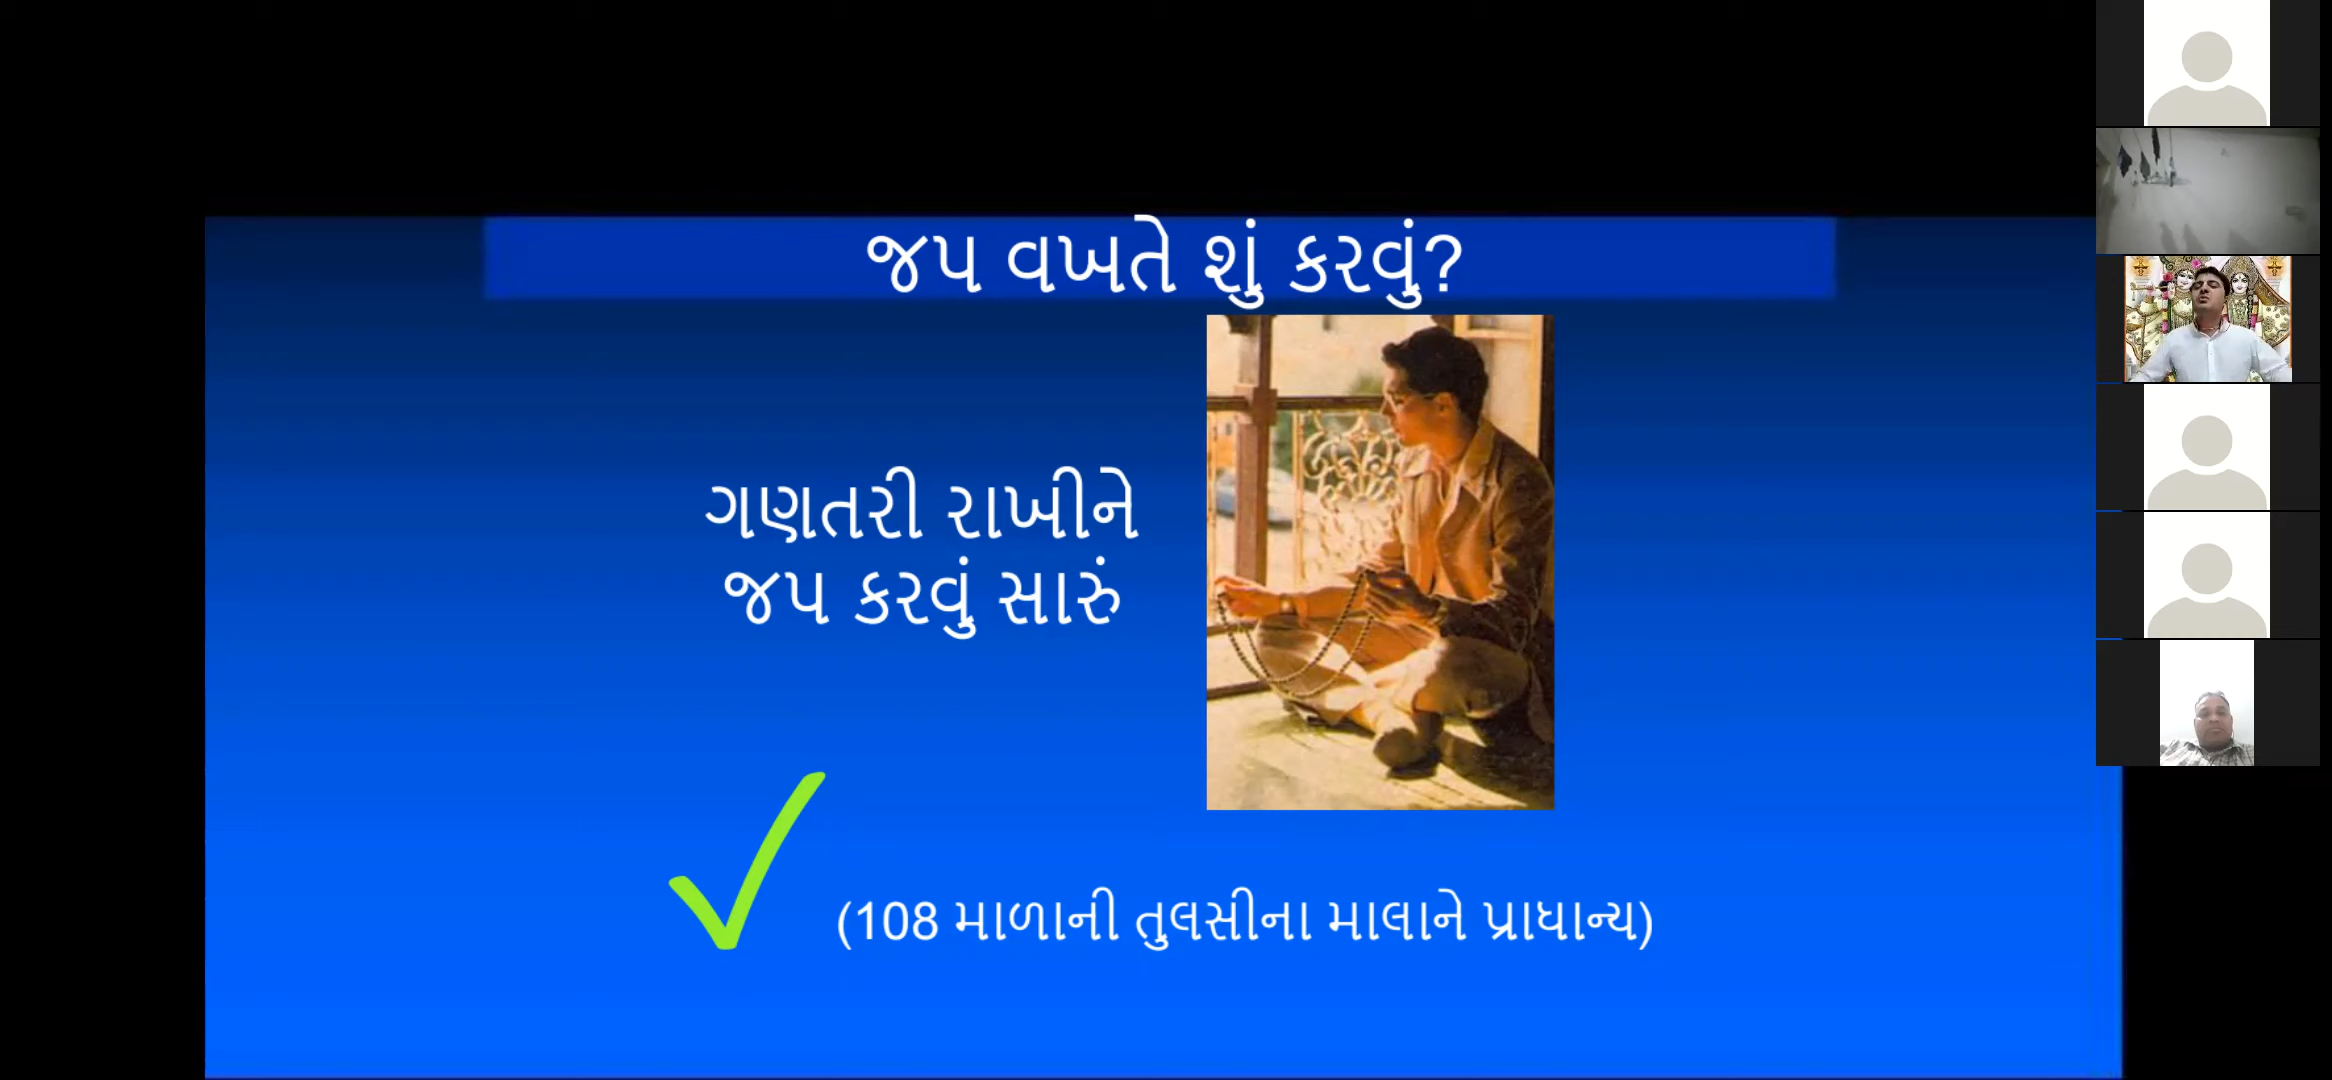 જપ વખતે શું કરવું?
ગણતરી રાખીને
જપ કરવું સારું
(108 માળાની તુલસીના માલાને પ્રાધાન્ય)